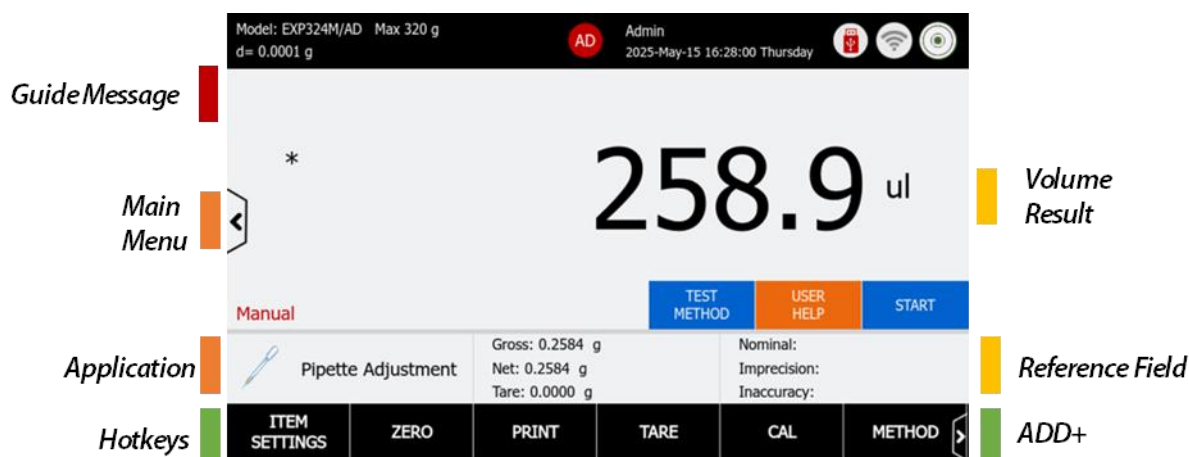 Model: EXP324M/AD Max 320 g
d= 0.0001 g
AD
Admin
2025-May-15 16:28:00 Thursday
Guide Message
*
258.9 ul
Main
Menu
Volume
Result
Manual
TEST
METHOD
USER
HELP
START
Application
Pipette Adjustment
Gross: 0.2584 g
Net: 0.2584 g
Tare: 0.0000 g
Nominal:
Imprecision:
Inaccuracy:
Reference Field
Hotkeys
ITEM
SETTINGS
ZERO
PRINT
TARE
CAL
METHOD
ADD+